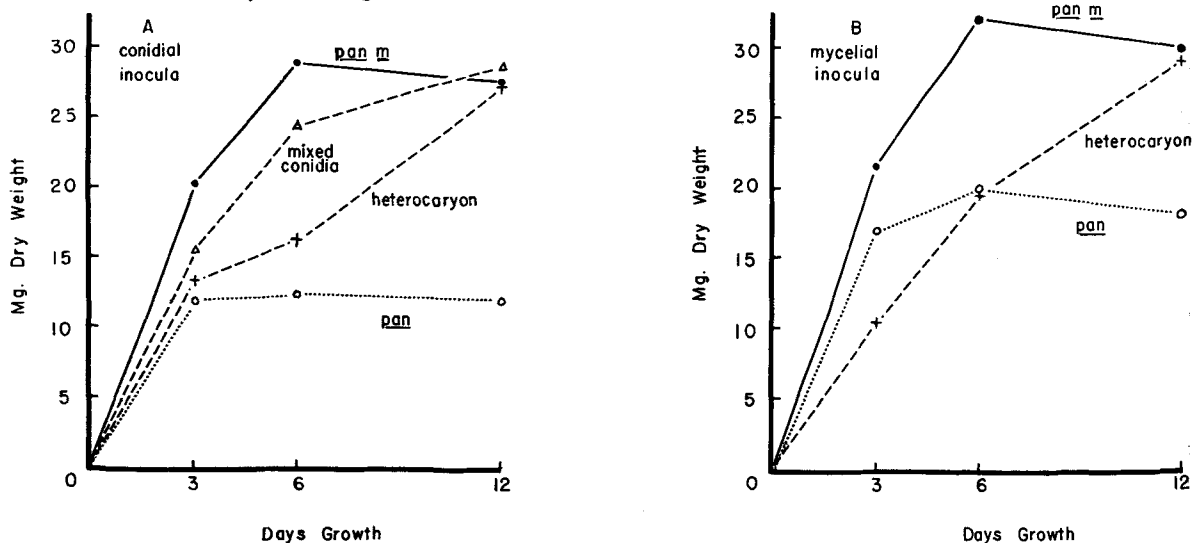 A
conidial
inocula
pan m
30
25
20
15
10
5
0
mixed
conidia
heterocaryon
pan
3
6
12
Mg. Dry Weight
Days Growth
B
mycelial
inocula
pan m
30
25
20
15
10
5
0
heterocaryon
pan
3
6
12
Mg. Dry Weight
Days Growth